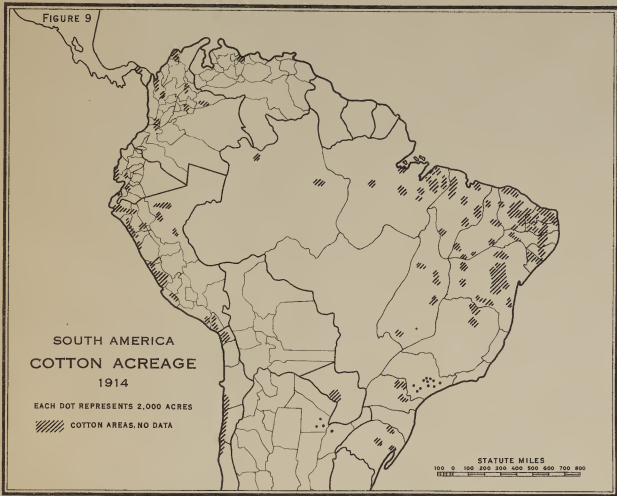 FIGURE 9
SOUTH AMERICA
COTTON ACREAGE
1914
EACH DOT REPRESENTS 2,000 ACRES
COTTON AREAS, NO DATA
STATUTE MILES
100 0 100 200 300 400 500 600 700 800